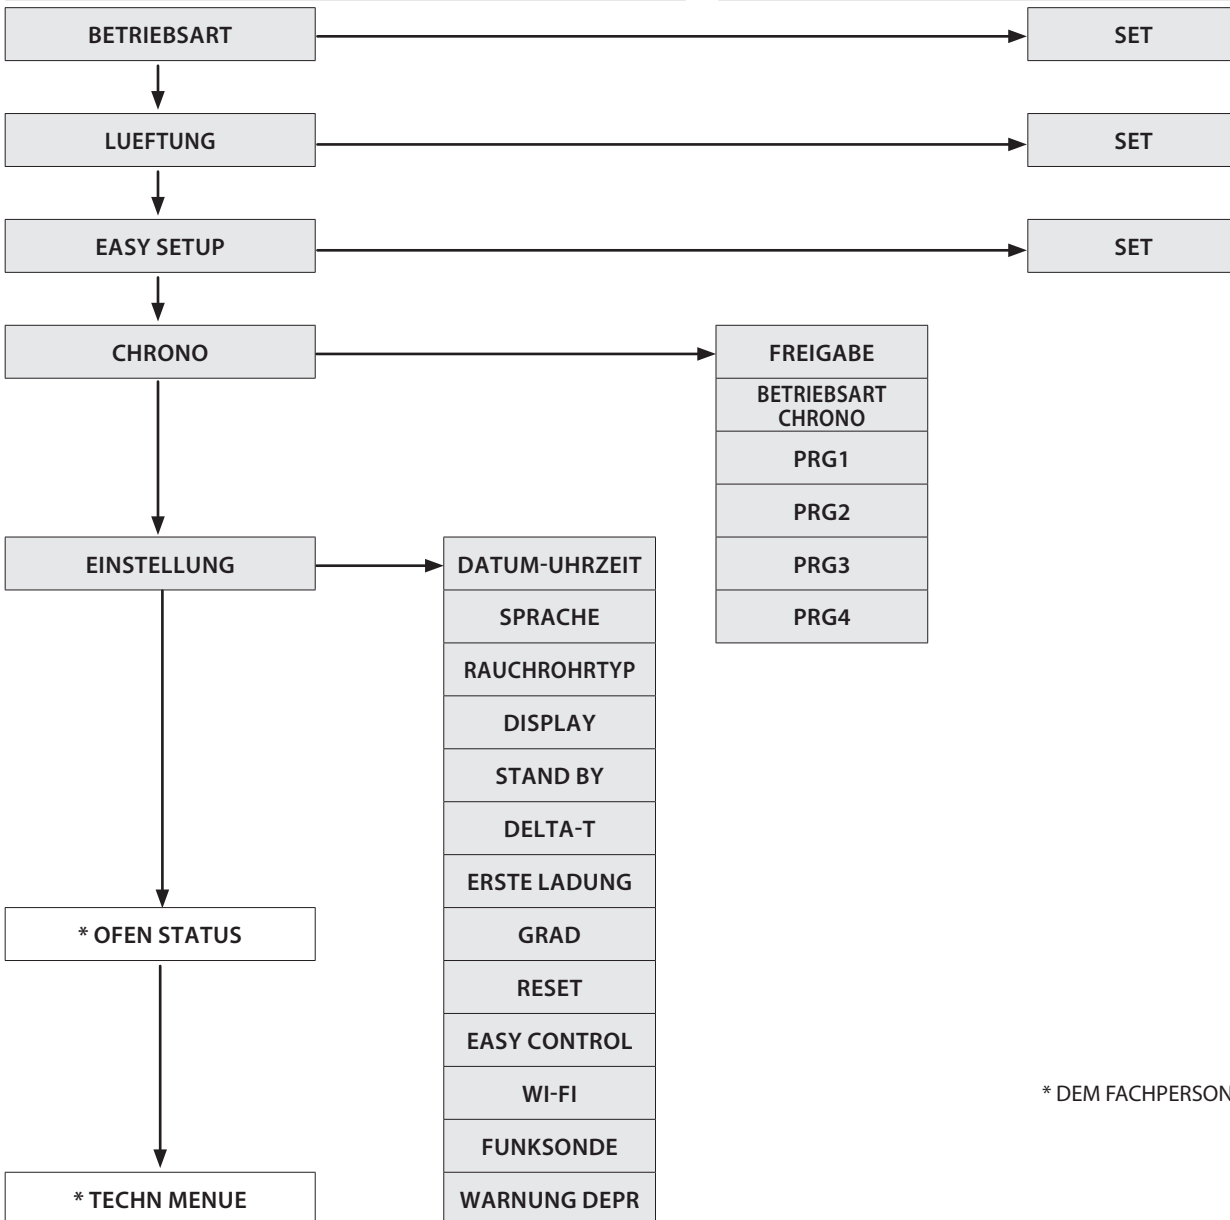 BETRIEBSART
SET
LUEFTUNG
SET
EASY SETUP
SET
CHRONO
FREIGABE
BETRIEBSART
CHRONO
PRG1
PRG2
EINSTELLUNG
DATUM-UHRZEIT
PRG3
SPRACHE
PRG4
RAUCHROHRTYP
DISPLAY
STAND BY
DELTA-T
ERSTE LADUNG
* OFEN STATUS
GRAD
RESET
EASY CONTROL
WI-FI
* DEM FACHPERSON
FUNKSONDE
* TECHN MENUE
WARNUNG DEPR